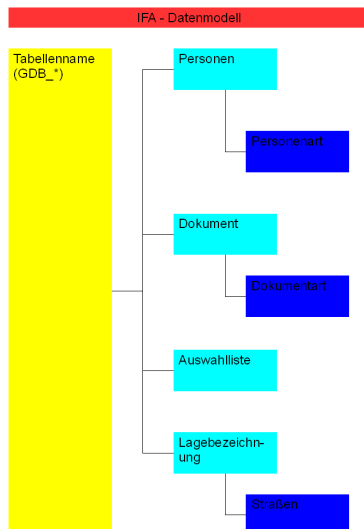 IFA - Datenmodell
Tabellenname
(GDB_*)
Personen
Personenart
Dokument
Dokumentart
Auswahlliste
Lagebezeichn-
ung
Straßen